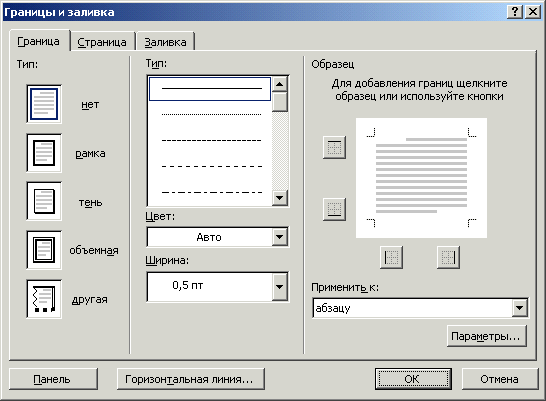 Границы и заливка
Граница
Страница
Заливка
Тип:
нет
рамка
тень
объемная
другая
Тип:
Цвет:
Авто
Ширина:
0,5 пт
Образец
Для добавления границ щелкните
образец или используйте кнопки
Применить к:
абзацу
Параметры...
Панель
Горизонтальная линия...
ОК
Отмена